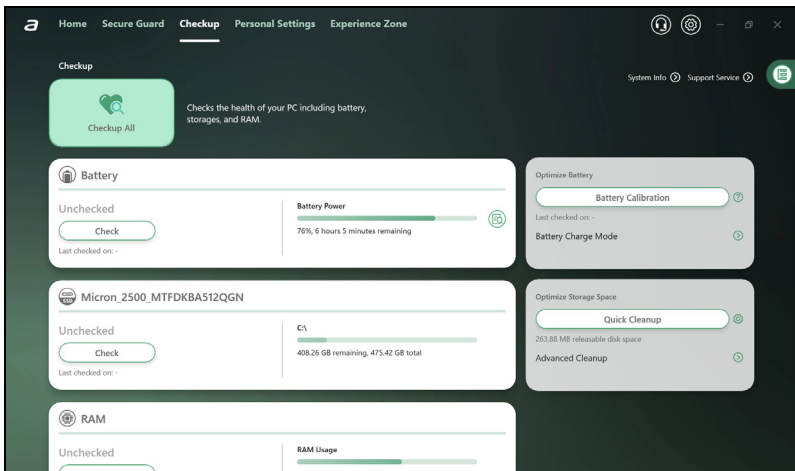 a
Home Secure Guard Checkup Personal Settings Experience Zone
Checkup
System Info Support Service
Checkup All
Checks the health of your PC including battery,
storages, and RAM.
Battery
Unchecked
Check
Last checked on: -
Battery Power
76%, 6 hours 5 minutes remaining
Optimize Battery
Battery Calibration
Last checked on: -
Battery Charge Mode
SSD
Micron_2500_MTFDKBA512QGN
Unchecked
Check
Last checked on: -
C:\
408.26 GB remaining, 475.42 GB total
Optimize Storage Space
Quick Cleanup
263.88 MB releasable disk space
Advanced Cleanup
RAM
Unchecked
RAM Usage